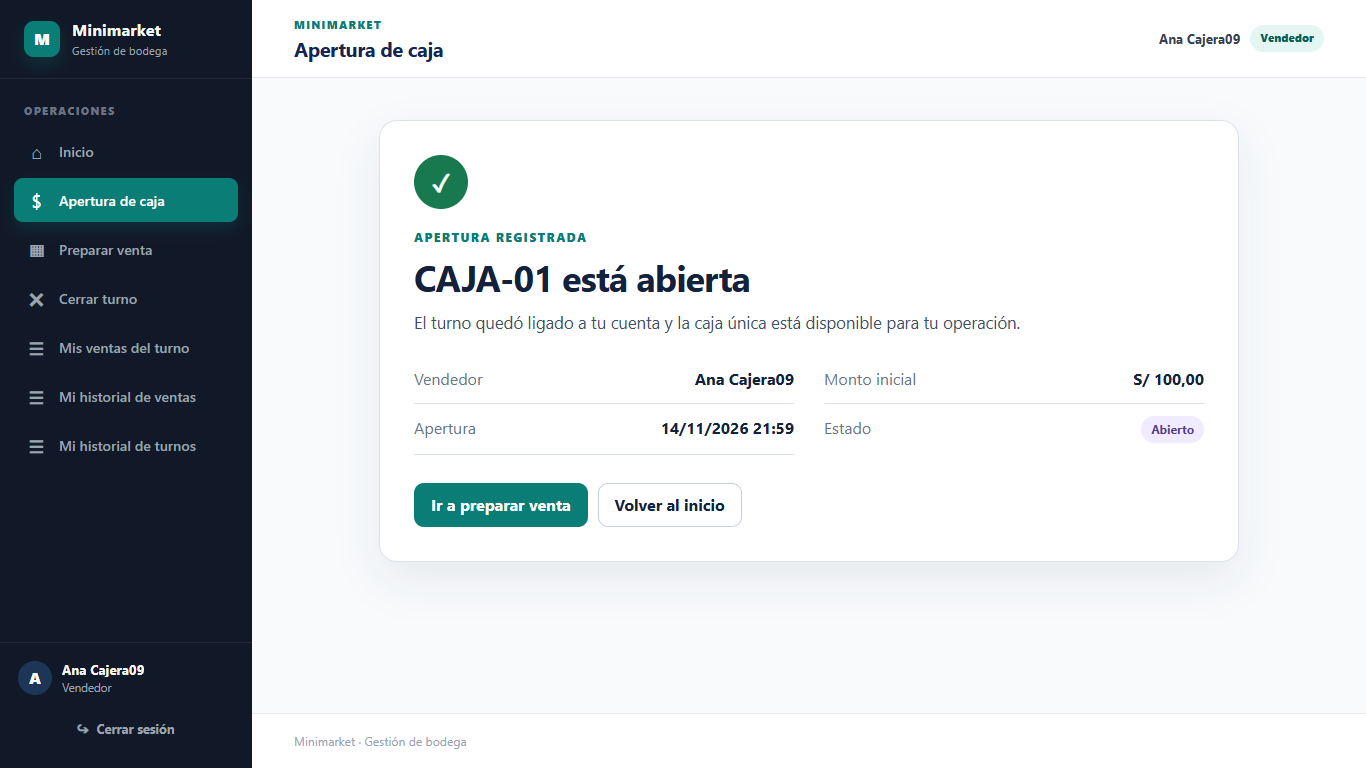 M
Minimarket
Gestión de bodega
OPERACIONES
Inicio
$ Apertura de caja
Preparar venta
Cerrar turno
Mis ventas del turno
Mi historial de ventas
Mi historial de turnos
A
Ana Cajera09
Vendedor
Cerrar sesión
MINIMARKET
Apertura de caja
Ana Cajera09 Vendedor
APERTURA REGISTRADA
CAJA-01 está abierta
El turno quedó ligado a tu cuenta y la caja única está disponible para tu operación.
Vendedor Ana Cajera09
Monto inicial S/ 100,00
Apertura 14/11/2026 21:59
Estado Abierto
Ir a preparar venta Volver al inicio
Minimarket · Gestión de bodega